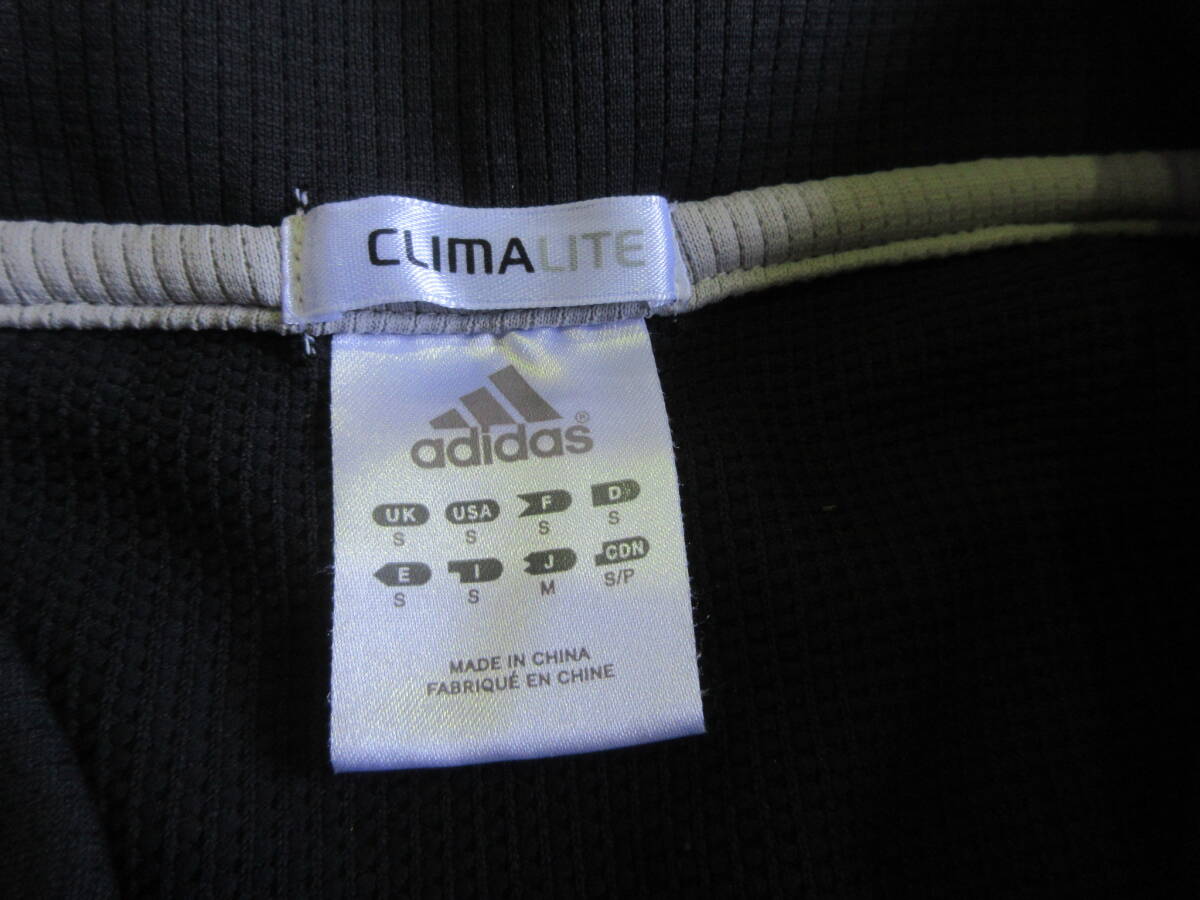 CLIMALITE
adidas®
UK USA F D
S S S S
E I J CDN
S S M S/P
MADE IN CHINA
FABRIQUÉ EN CHINE